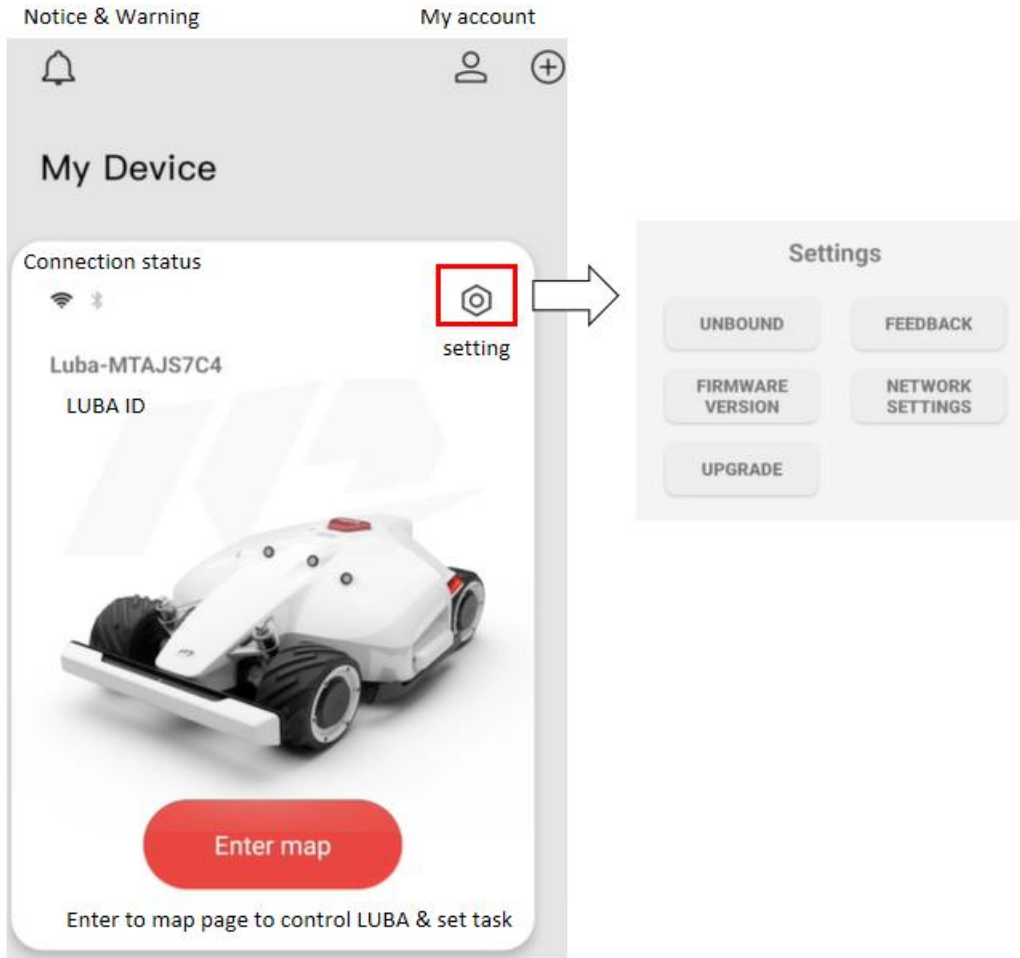 Notice & Warning
My account
My Device
Connection status
setting
Luba-MTAJS7C4
LUBA ID
Enter map
Enter to map page to control LUBA & set task
Settings
UNBOUND
FEEDBACK
FIRMWARE
VERSION
NETWORK
SETTINGS
UPGRADE